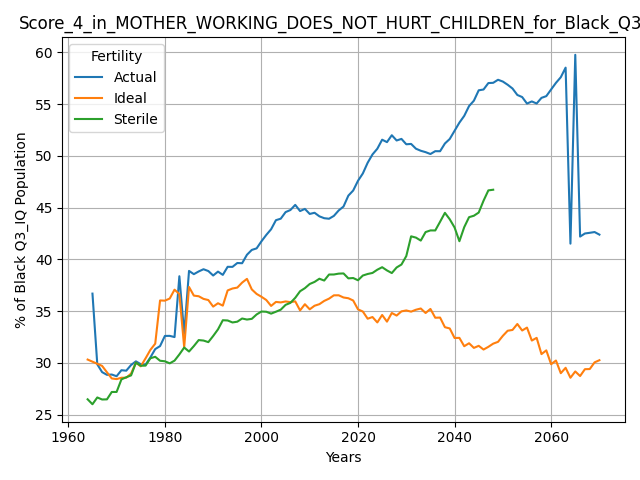 Score_4_in_MOTHER_WORKING_DOES_NOT_HURT_CHILDREN_for_Black_Q3
Fertility
Actual
Ideal
Sterile
% of Black Q3_IQ Population
60
55
50
45
40
35
30
25
1960
1980
2000
2020
2040
2060
Years